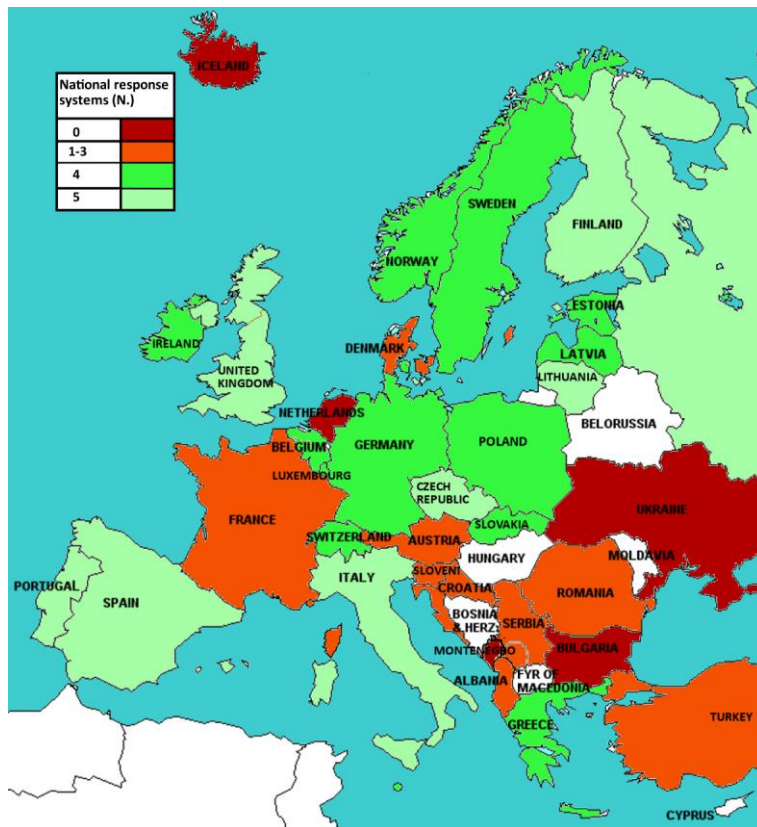 ICELAND
National response
systems (N.)
0
1-3
4
5
SWEDEN
FINLAND
NORWAY
ESTONIA
IRELAND
DENMARK
LATVIA
UNITED
KINGDOM
LITHUANIA
NETHERLANDS
BELORUSSIA
BELGIUM
GERMANY
POLAND
LUXEMBOURG
CZECH
REPUBLIC
UKRAINE
FRANCE
SLOVAKIA
SWITZERLAND
AUSTRIA
HUNGARY
MOLDAVIA
SLOVENI
ITALY
CROATIA
ROMANIA
PORTUGAL
SPAIN
BOSNIA
& HERZ.
SERBIA
MONTENEGRO
BULGARIA
ALBANIA
FYR OF
MACEDONIA
GREECE
TURKEY
CYPRUS